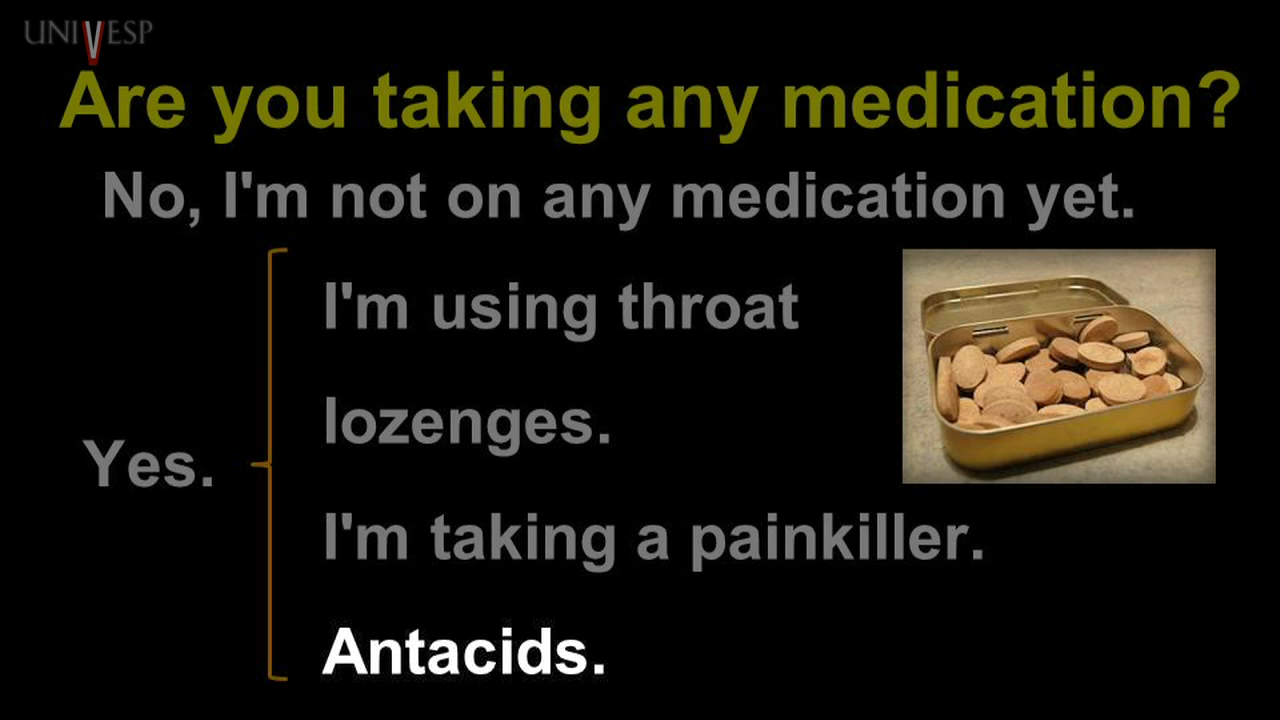 UNIVESP
Are you taking any medication?
No, I'm not on any medication yet.
I'm using throat
lozenges.
Yes.
I'm taking a painkiller.
Antacids.